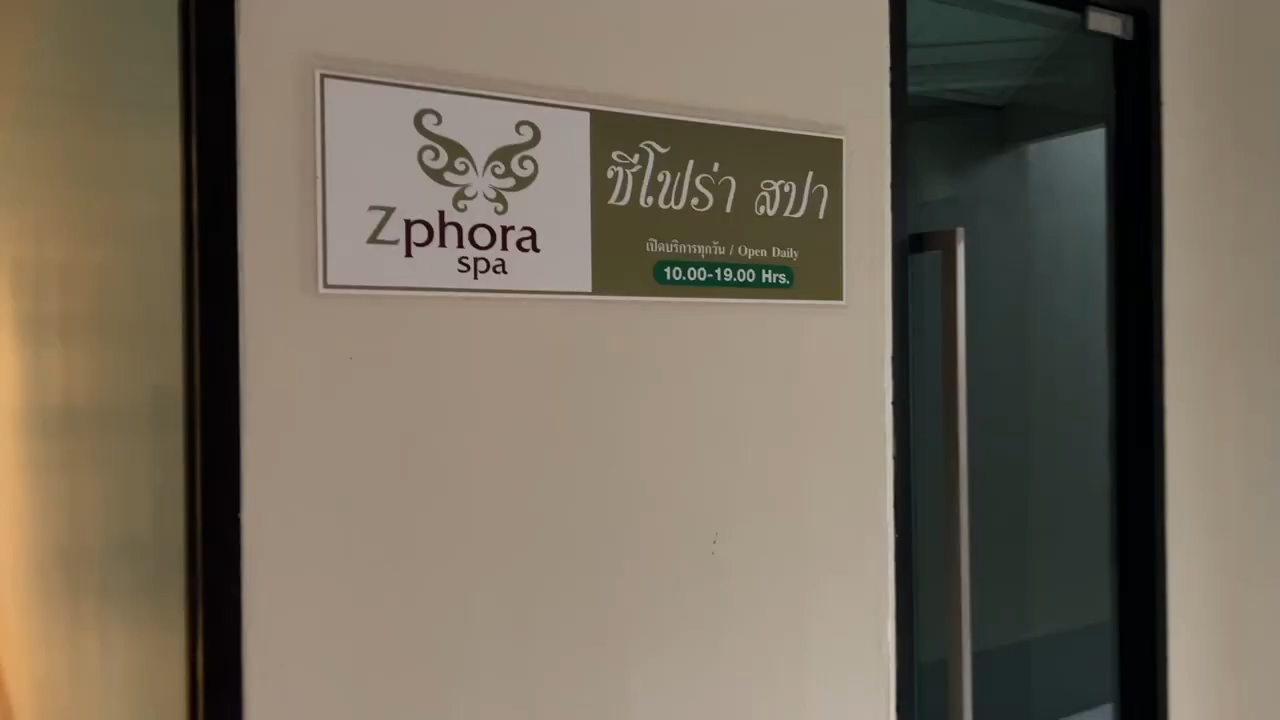 Zphora
spa
ซีโฟร่า สปา
เปิดบริการทุกวัน / Open Daily
10.00-19.00 Hrs.